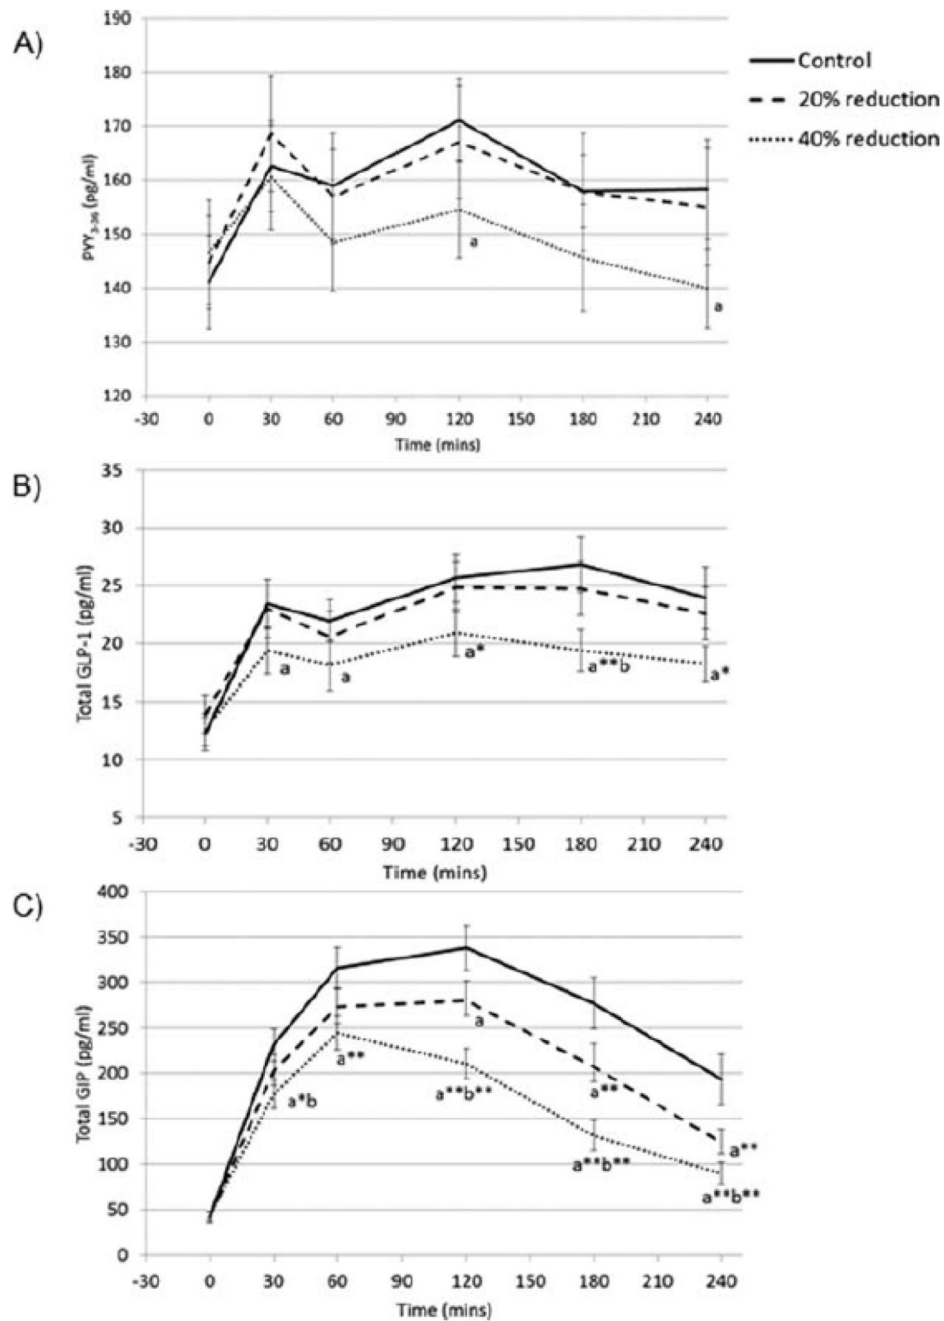 A)
190
180
170
160
150
140
130
120
PYY3-36 (pg/ml)
a
a
-30 0 30 60 90 120 150 180 210 240
Time (mins)
Control
20% reduction
40% reduction
B)
35
30
25
20
15
10
5
Total GLP-1 (pg/ml)
a
a
a*
a**b
a*
-30 0 30 60 90 120 150 180 210 240
Time (mins)
C)
400
350
300
250
200
150
100
50
0
Total GIP (pg/ml)
a*b
a**
a
a**b**
a**
a**b**
a**
a**b**
-30 0 30 60 90 120 150 180 210 240
Time (mins)